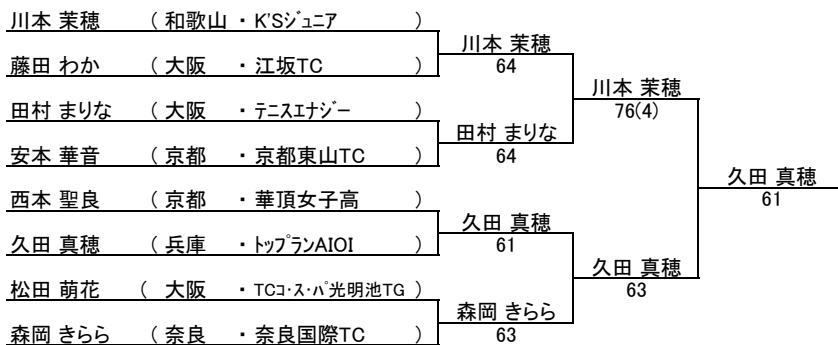 川本 茉穂 （ 和歌山 ・ K'Sｼﾞｭニア ）
川本 茉穂
藤田 わか （ 大阪 ・ 江坂TC ）
64
川本 茉穂
田村 まりな （ 大阪 ・ テニスエナジー ）
76(4)
田村 まりな
安本 華音 （ 京都 ・ 京都東山TC ）
64
久田 真穂
西本 聖良 （ 京都 ・ 華頂女子高 ）
61
久田 真穂
久田 真穂 （ 兵庫 ・ トップランAIOI ）
61
久田 真穂
松田 萌花 （ 大阪 ・ TCコ・ス・パ光明池TG ）
63
森岡 きらら
森岡 きらら （ 奈良 ・ 奈良国際TC ）
63